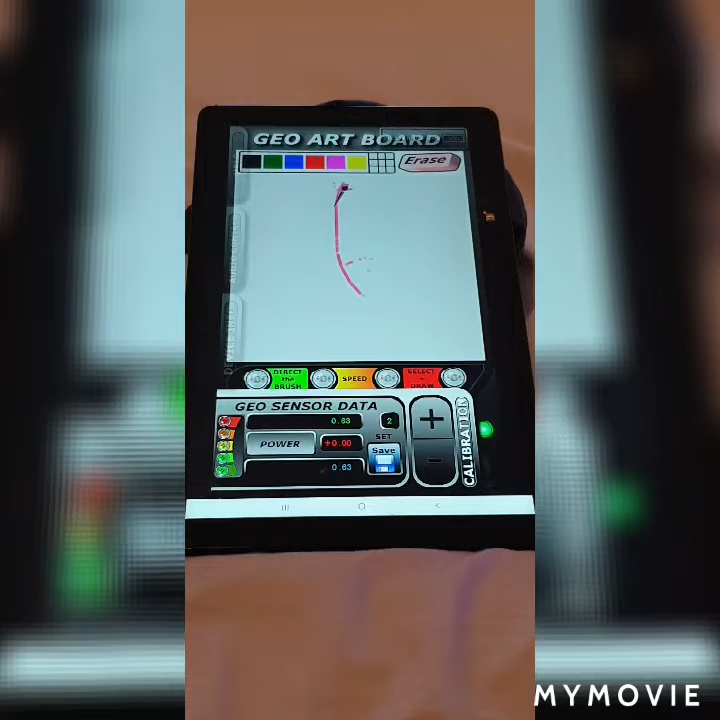 GEO ART BOARD
Erase
DIRECT
the
BRUSH
SPEED
SELECT
DRAW
GEO SENSOR DATA
0.63
2
SET
POWER
+0.00
Save
0.63
+
-
CALIBRATION
MYMOVIE